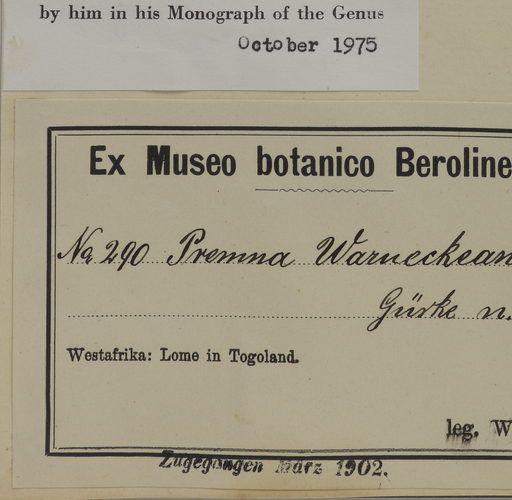 by him in his Monograph of the Genus
October 1975
Ex Museo botanico Beroline
No 290 Premna Warneckean
Gürke n.
Westafrika: Lome in Togoland.
leg. W
Zugegangen März 1902.